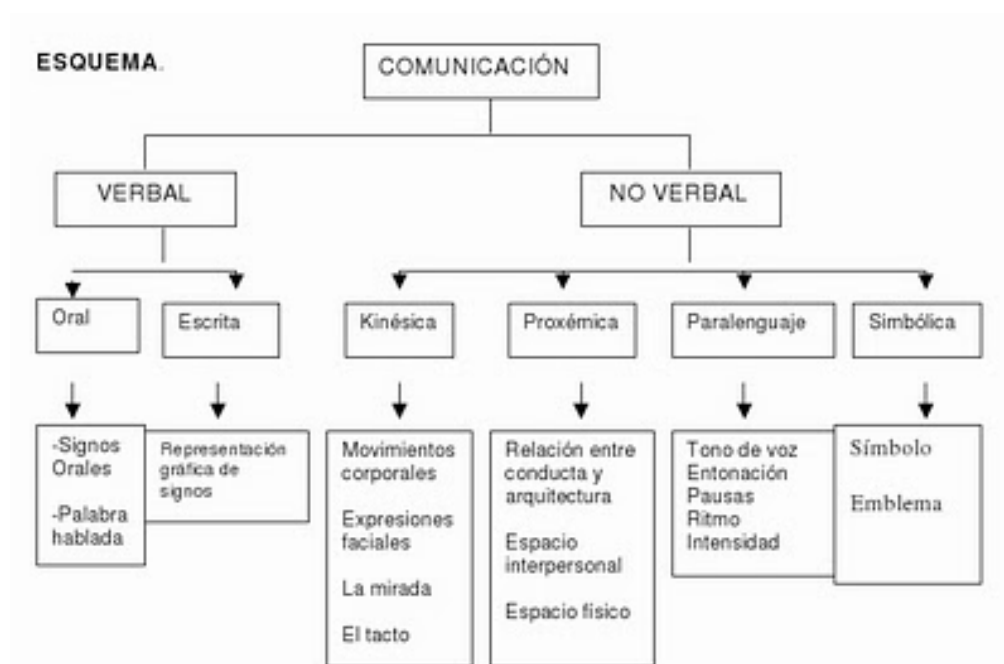 ESQUEMA.
COMUNICACIÓN
VERBAL
NO VERBAL
Oral
Escrita
Kinésica
Proxémica
Paralenguaje
Simbólica
-Signos
Orales
-Palabra
hablada
Representación
gráfica de
signos
Movimientos
corporales
Expresiones
faciales
La mirada
El tacto
Relación entre
conducta y
arquitectura
Espacio
interpersonal
Espacio físico
Tono de voz
Entonación
Pausas
Ritmo
Intensidad
Símbolo
Emblema